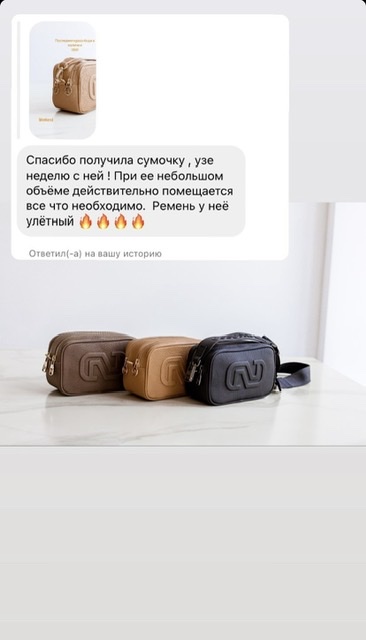 Спасибо получила сумочку , узе
неделю с ней ! При ее небольшом
объёме действительно помещается
все что необходимо.  Ремень у неё
улётный 🔥🔥🔥🔥
Ответил(-а) на вашу историю